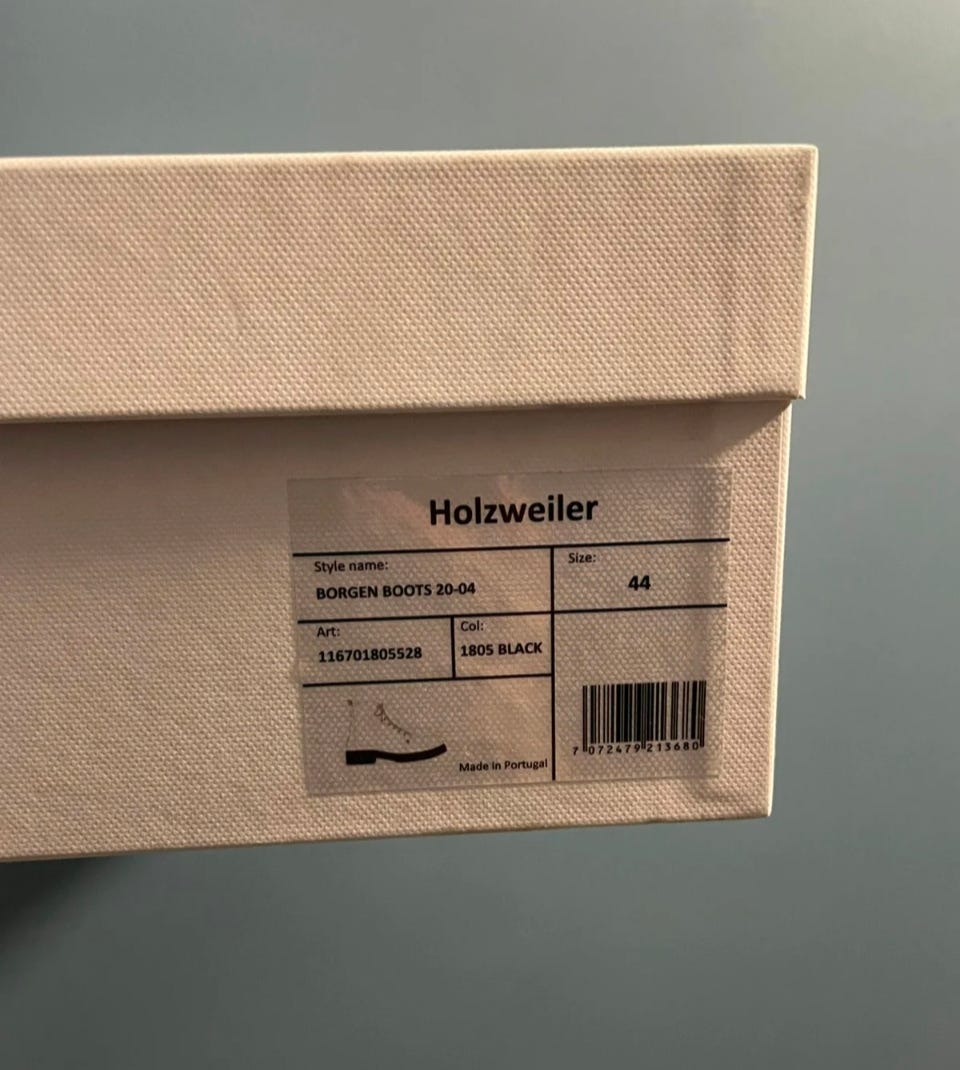 Holzweiler
Style name:
BORGEN BOOTS 20-04
Size:
44
Art:
116701805528
Col:
1805 BLACK
Made in Portugal
7 072479 213680